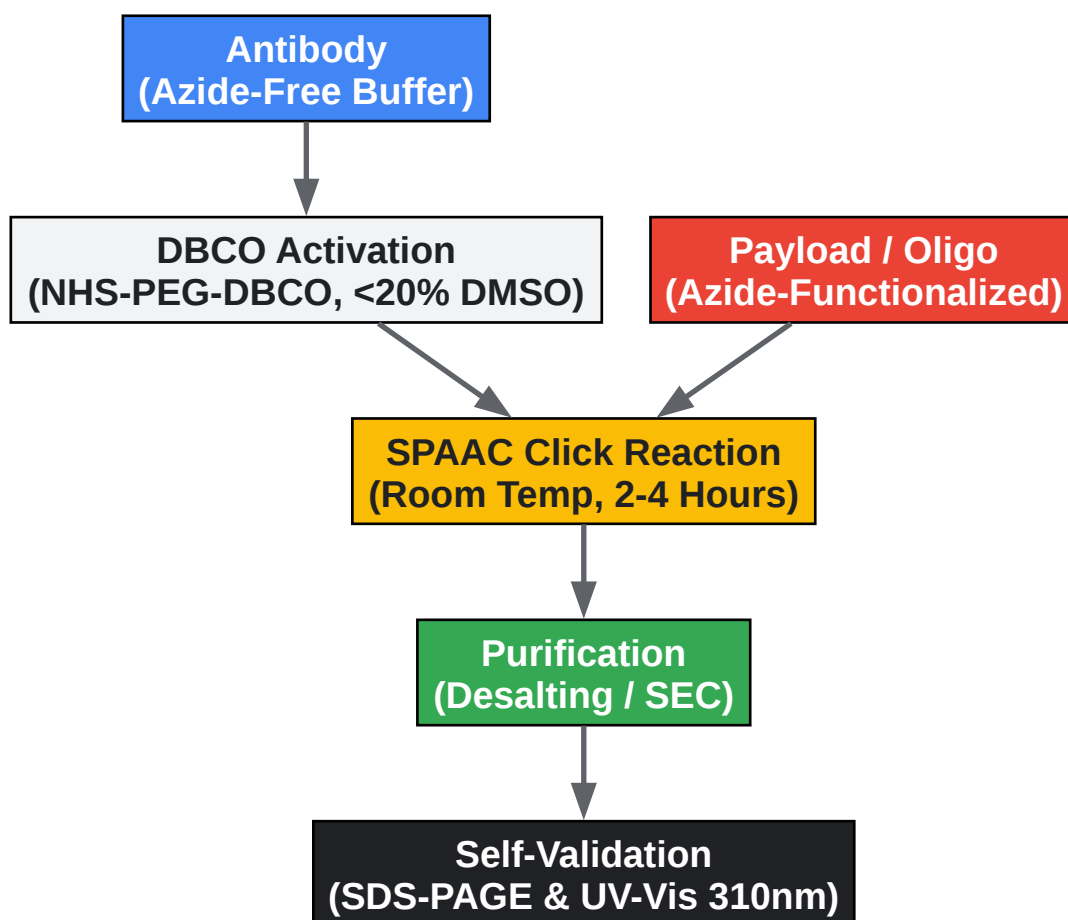 Antibody
(Azide-Free Buffer)
DBCO Activation
(NHS-PEG-DBCO, <20% DMSO)
Payload / Oligo
(Azide-Functionalized)
SPAAC Click Reaction
(Room Temp, 2-4 Hours)
Purification
(Desalting / SEC)
Self-Validation
(SDS-PAGE & UV-Vis 310nm)